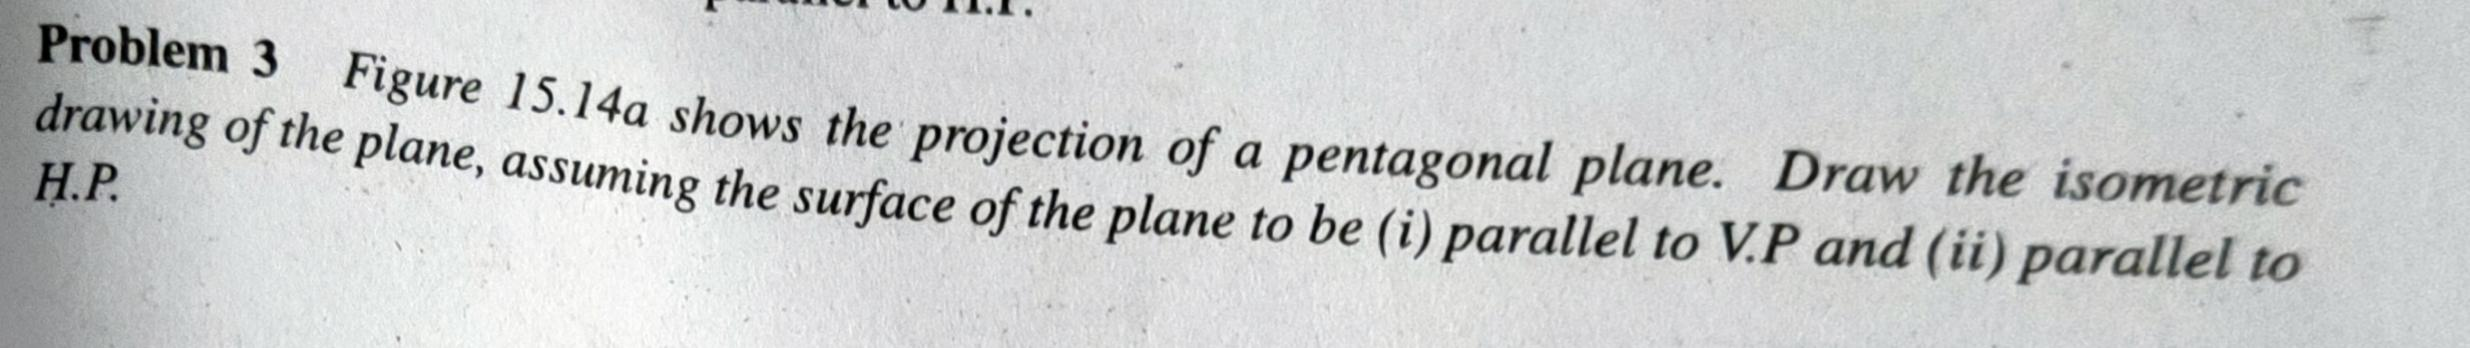 Problem 3 Figure 15.14a shows the projection of a pentagonal plane. Draw the isometric
drawing of the plane, assuming the surface of the plane to be (i) parallel to V.P and (ii) parallel to
H.P.